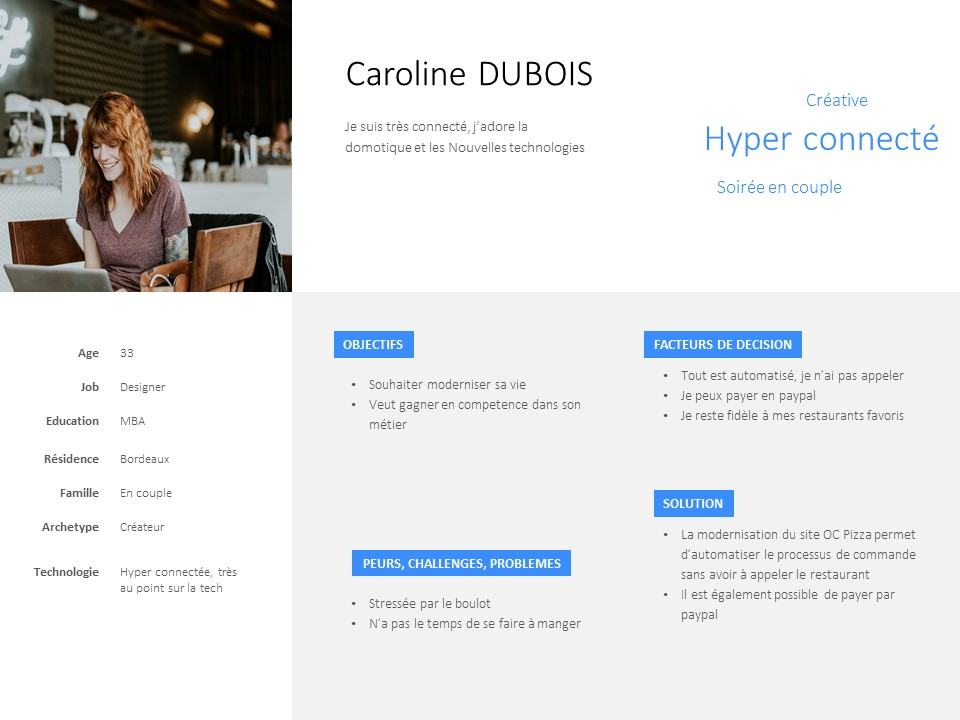 Caroline DUBOIS
Je suis très connecté, j’adore la
domotique et les Nouvelles technologies
Créative
Hyper connecté
Soirée en couple
Age 33
Job Designer
Education MBA
Résidence Bordeaux
Famille En couple
Archetype Créateur
Technologie Hyper connectée, très
au point sur la tech
OBJECTIFS
• Souhaiter moderniser sa vie
• Veut gagner en competence dans son
métier
PEURS, CHALLENGES, PROBLEMES
• Stressée par le boulot
• N’a pas le temps de se faire à manger
FACTEURS DE DECISION
• Tout est automatisé, je n’ai pas appeler
• Je peux payer en paypal
• Je reste fidèle à mes restaurants favoris
SOLUTION
• La modernisation du site OC Pizza permet
d’automatiser le processus de commande
sans avoir à appeler le restaurant
• Il est également possible de payer par
paypal